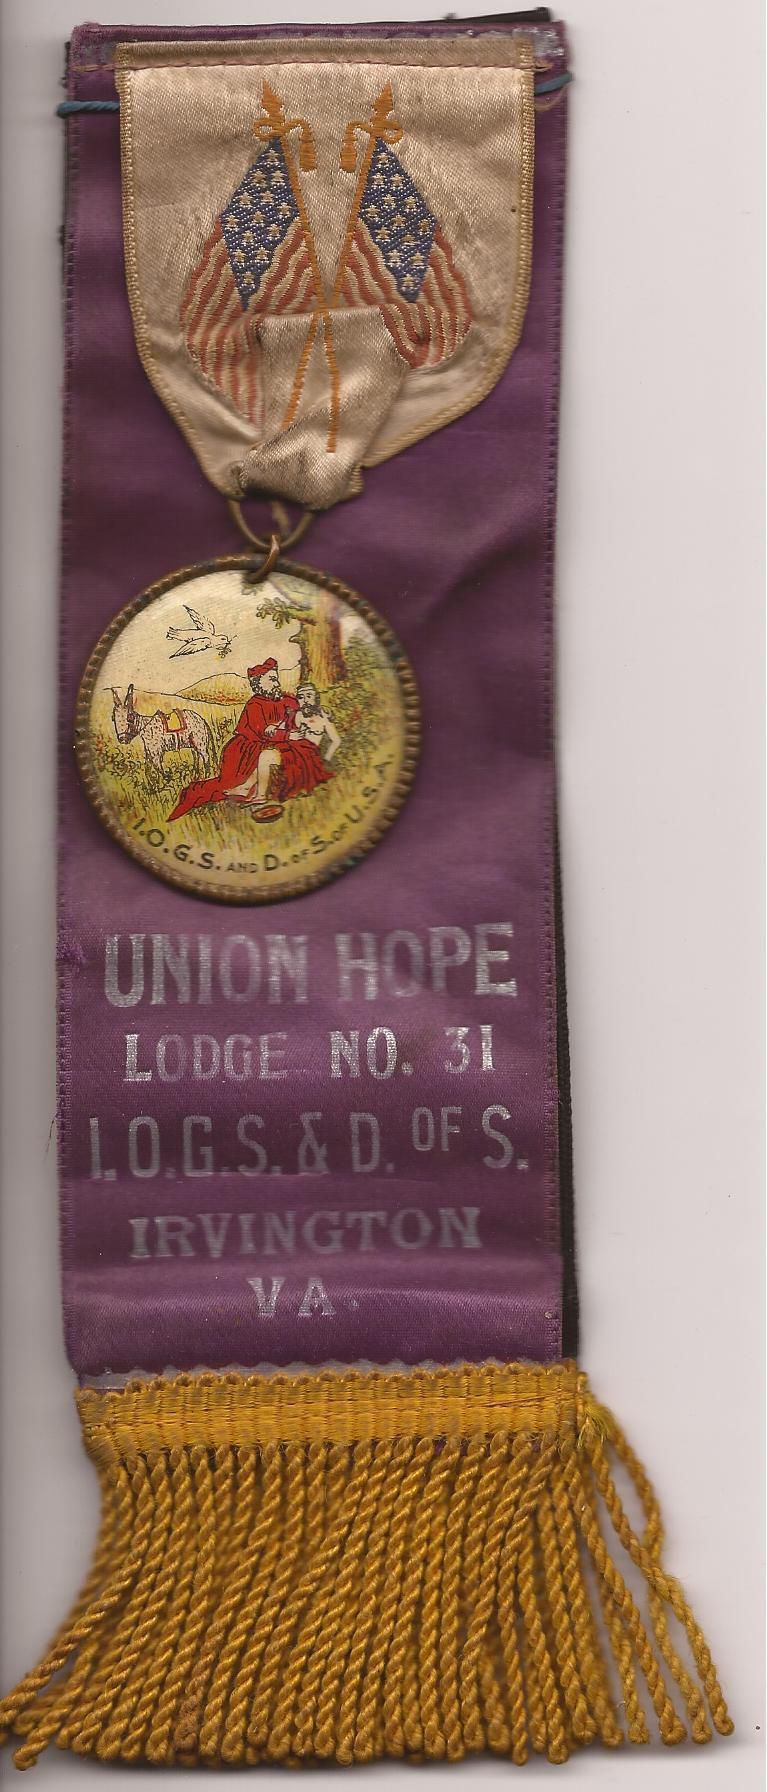 I.O.G.S. AND D. OF S. OF U.S.A
UNION HOPE
LODGE NO. 31
I.O.G.S. & D. OF S.
IRVINGTON
VA.